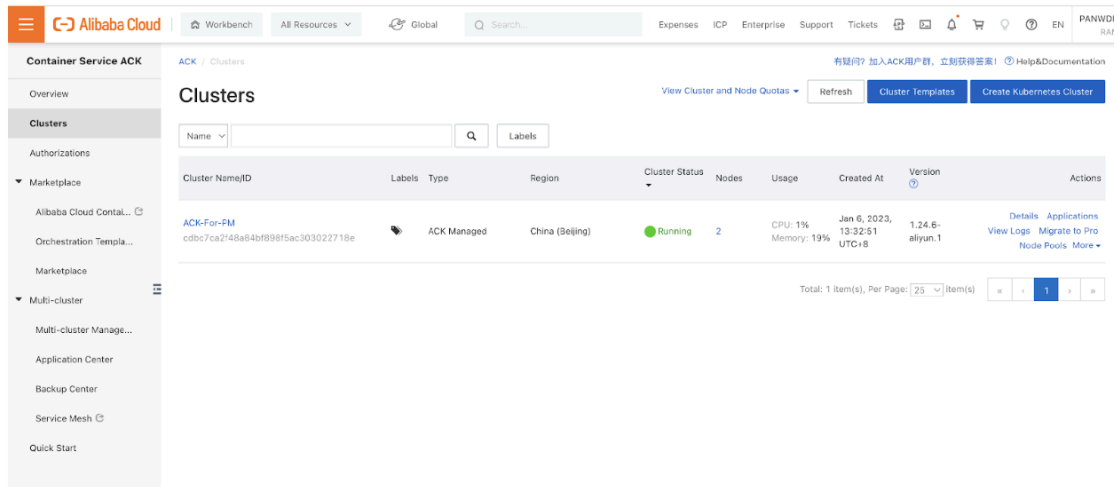 Alibaba Cloud
Workbench
All Resources
Global
Search...
Expenses
ICP
Enterprise
Support
Tickets
EN
PANWDI
RAN
Container Service ACK
Overview
Clusters
Authorizations
Marketplace
Alibaba Cloud Contai...
Orchestration Templa...
Marketplace
Multi-cluster
Multi-cluster Manage...
Application Center
Backup Center
Service Mesh
Quick Start
ACK / Clusters
有疑问? 加入ACK用户群，立刻获得答案! Help&Documentation
Clusters
View Cluster and Node Quotas
Refresh
Cluster Templates
Create Kubernetes Cluster
Name
Labels
Cluster Name/ID
Labels
Type
Region
Cluster Status
Nodes
Usage
Created At
Version
Actions
ACK-For-PM
cdbc7ca2f48a84bf898f5ac303022718e
ACK Managed
China (Beijing)
Running
2
CPU: 1%
Memory: 19%
Jan 6, 2023,
13:32:51
UTC+8
1.24.6-
aliyun.1
Details Applications
View Logs Migrate to Pro
Node Pools More
Total: 1 item(s), Per Page: 25 item(s)
« ‹ 1 › »